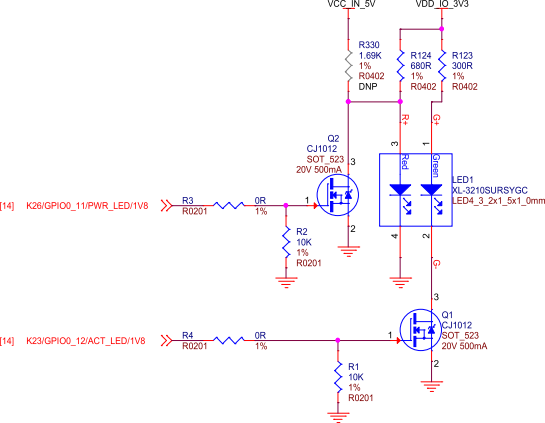 VCC_IN_5V
VDD_IO_3V3
R330
1.69K
1%
R0402
DNP
R124
680R
1%
R0402
R123
300R
1%
R0402
R+
G+
Q2
CJ1012
SOT_523
20V 500mA
3
1
2
3
1
Red
Green
4
2
LED1
XL-3210SURSYGC
LED4_3_2x1_5x1_0mm
[14] K26/GPIO0_11/PWR_LED/1V8
R3
R0201
0R
1%
R2
10K
1%
R0201
G-
Q1
CJ1012
SOT_523
20V 500mA
3
1
2
[14] K23/GPIO0_12/ACT_LED/1V8
R4
R0201
0R
1%
R1
10K
1%
R0201